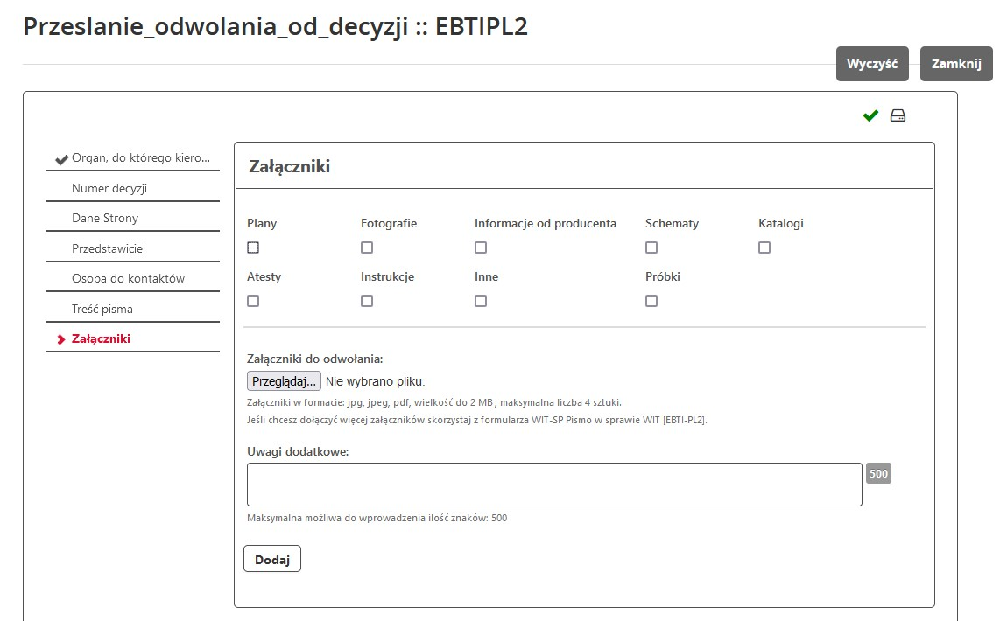 Przeslanie_odwolania_od_decyzji :: EBTIPL2
Wyczyść Zamknij
Organ, do którego kiero...
Numer decyzji
Dane Strony
Przedstawiciel
Osoba do kontaktów
Treść pisma
Załączniki
Załączniki
Plany Fotografie Informacje od producenta Schematy Katalogi
Atesty Instrukcje Inne Próbki
Załączniki do odwołania:
Przeglądaj... Nie wybrano pliku.
Załączniki w formacie: jpg, jpeg, pdf, wielkość do 2 MB , maksymalna liczba 4 sztuki.
Jeśli chcesz dołączyć więcej załączników skorzystaj z formularza WIT-SP Pismo w sprawie WIT [EBTI-PL2].
Uwagi dodatkowe:
500
Maksymalna możliwa do wprowadzenia ilość znaków: 500
Dodaj